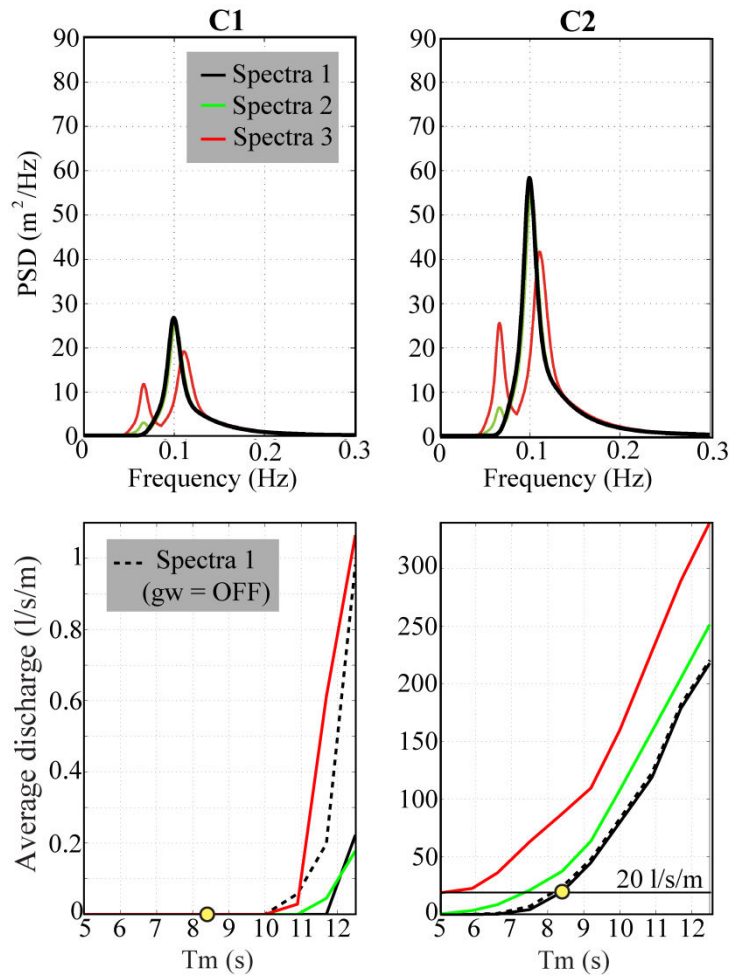 C1
C2
90
80
70
60
50
40
30
20
10
0
PSD (m²/Hz)
Spectra 1
Spectra 2
Spectra 3
0 0.1 0.2 0.3
Frequency (Hz)
90
80
70
60
50
40
30
20
10
0
0 0.1 0.2 0.3
Frequency (Hz)
1
0.8
0.6
0.4
0.2
0
Average discharge (l/s/m)
Spectra 1
(gw = OFF)
5 6 7 8 9 10 11 12
Tm (s)
300
250
200
150
100
50
0
20 l/s/m
5 6 7 8 9 10 11 12
Tm (s)